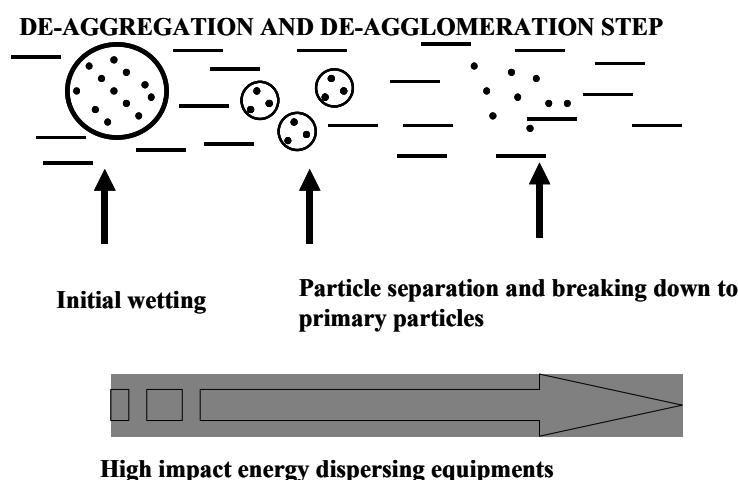 DE-AGGREGATION AND DE-AGGLOMERATION STEP
Initial wetting
Particle separation and breaking down to
primary particles
High impact energy dispersing equipments